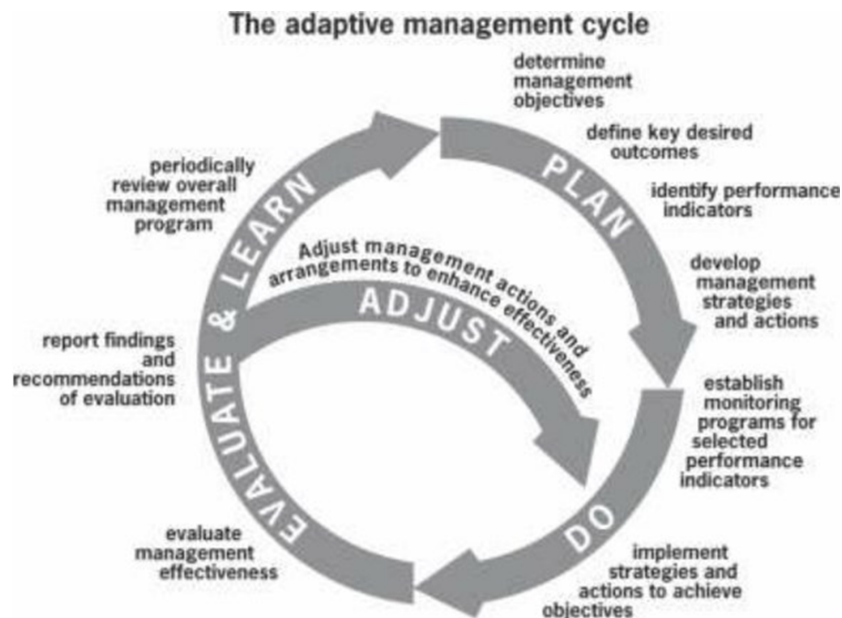 The adaptive management cycle
determine
management
objectives
define key desired
outcomes
PLAN
identify performance
indicators
develop
management
strategies
and actions
establish
monitoring
programs for
selected
performance
indicators
DO
implement
strategies and
actions to achieve
objectives
evaluate
management
effectiveness
EVALUATE & LEARN
report findings
and
recommendations
of evaluation
periodically
review overall
management
program
Adjust management actions and
arrangements to enhance effectiveness
ADJUST